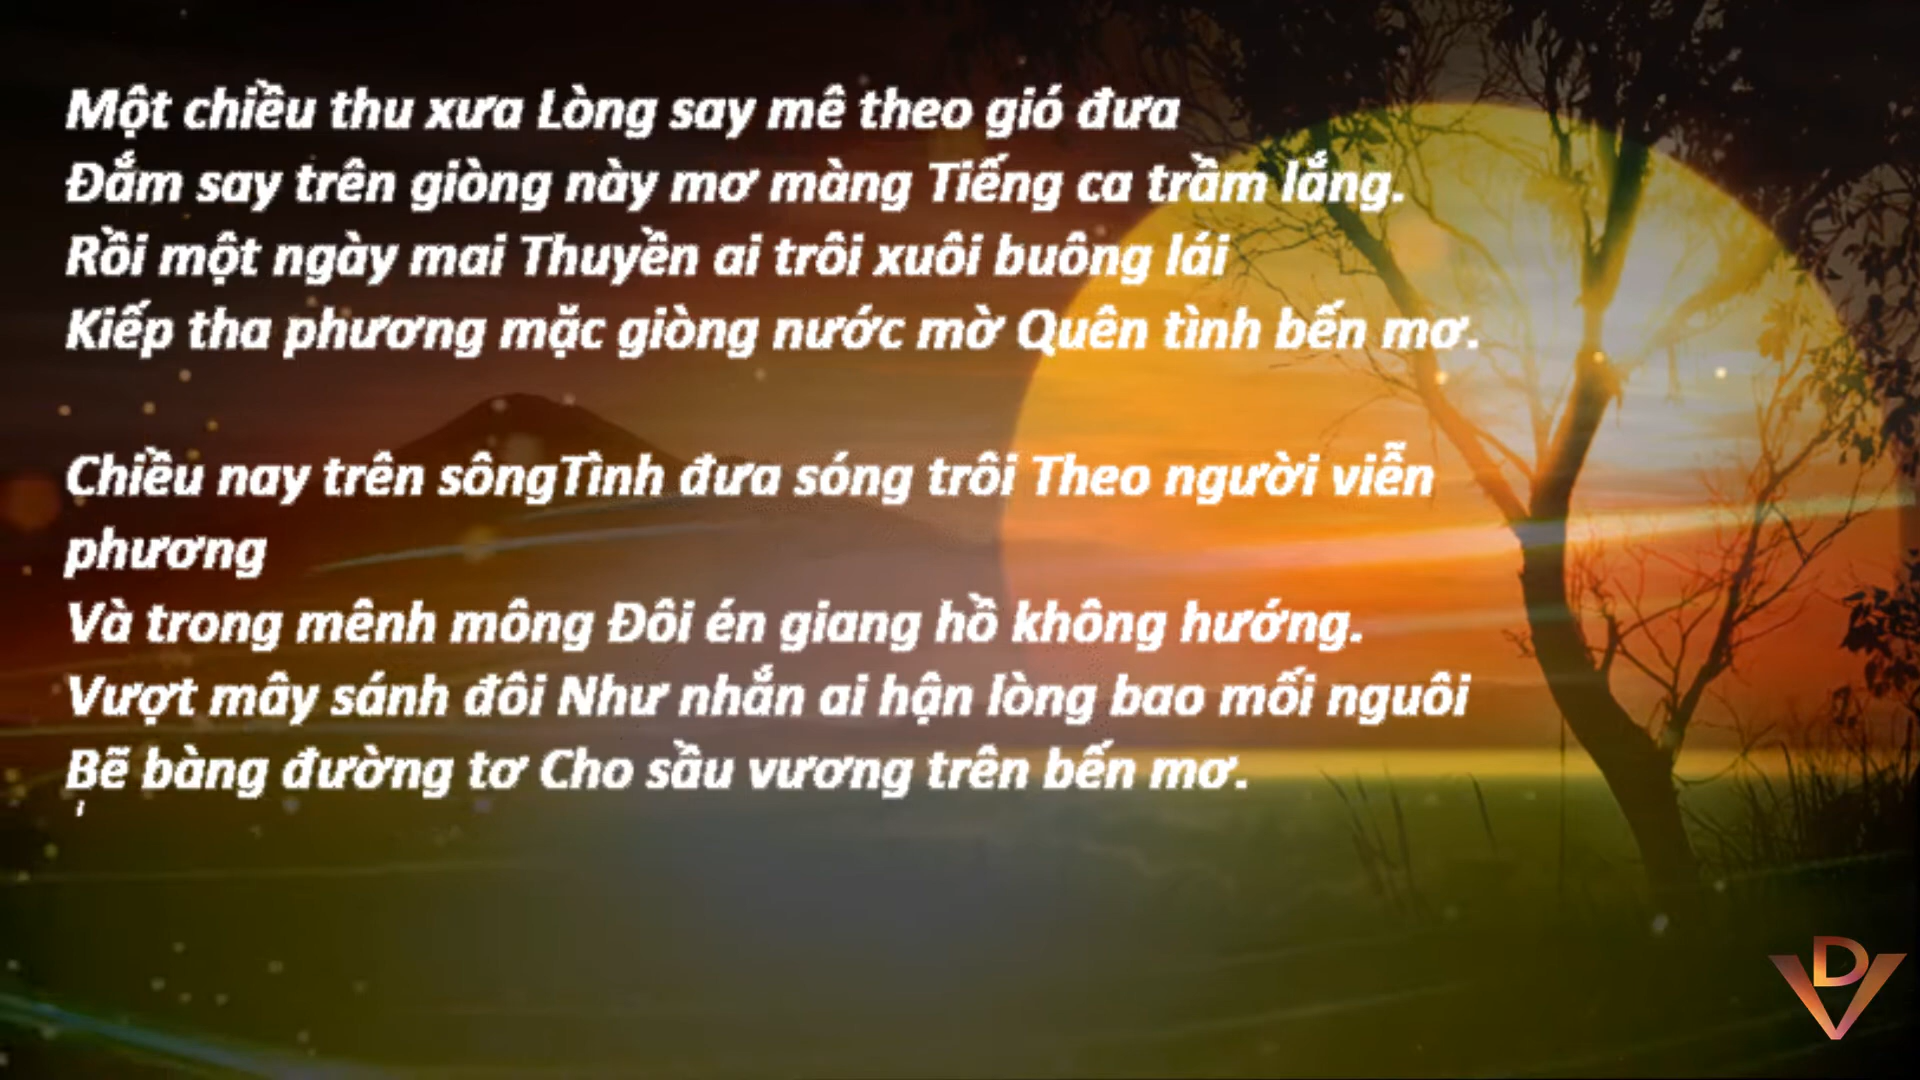 Một chiều thu xưa Lòng say mê theo gió đưa
Đắm say trên giòng này mơ màng Tiếng ca trầm lắng.
Rồi một ngày mai Thuyền ai trôi xuôi buông lái
Kiếp tha phương mặc giòng nước mờ Quên tình bến mơ.
Chiều nay trên sôngTình đưa sóng trôi Theo người viễn
phương
Và trong mênh mông Đôi én giang hồ không hướng.
Vượt mây sánh đôi Như nhắn ai hận lòng bao mối nguôi
Bẽ bàng đường tơ Cho sầu vương trên bến mơ.
DV